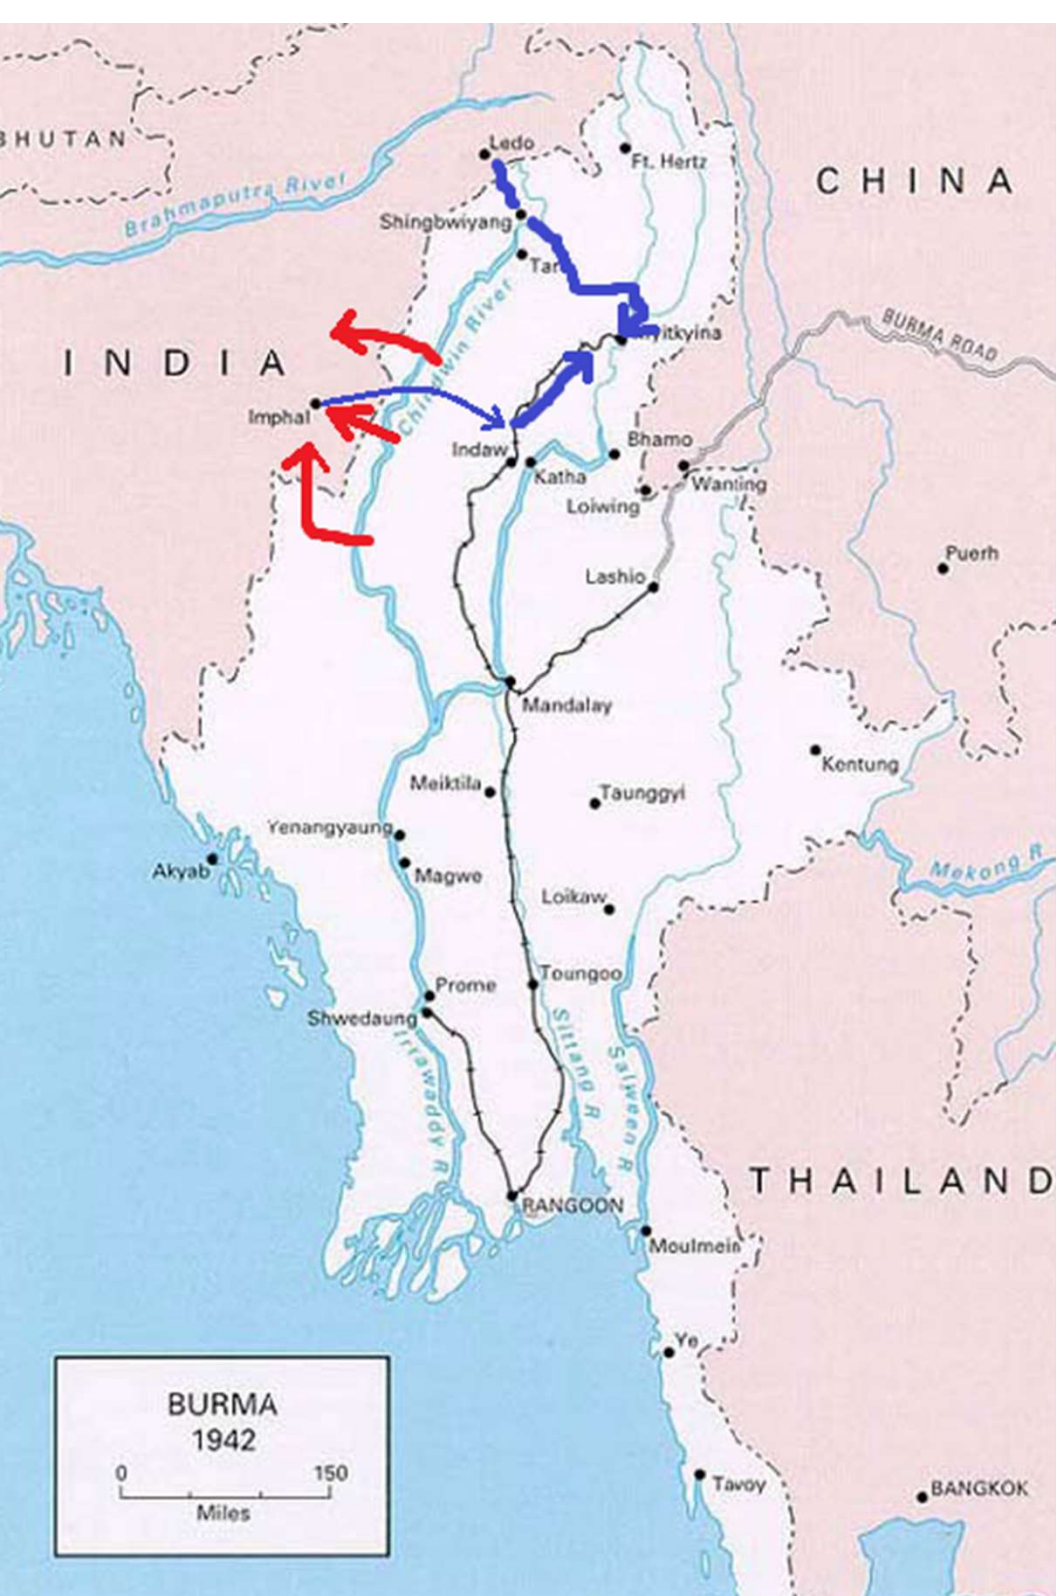 BHUTAN
Brahmaputra River
Ledo
Ft. Hertz
CHINA
Shingbwiyang
Chindwin River
BURMA ROAD
INDIA
Imphal
Indaw
Katha
Bhamo
Wanting
Loiwing
Lashio
Puerh
Mandalay
Meiktila
Taunggyi
Kentung
Yenangyaung
Magwe
Akyab
Loikaw
Mekong R
Prome
Toungoo
Shwedaung
Irrawaddy R
Sittang R
Salween R
THAILAND
RANGOON
Moulmein
Ye
Tavoy
BANGKOK
BURMA
1942
0 150
Miles